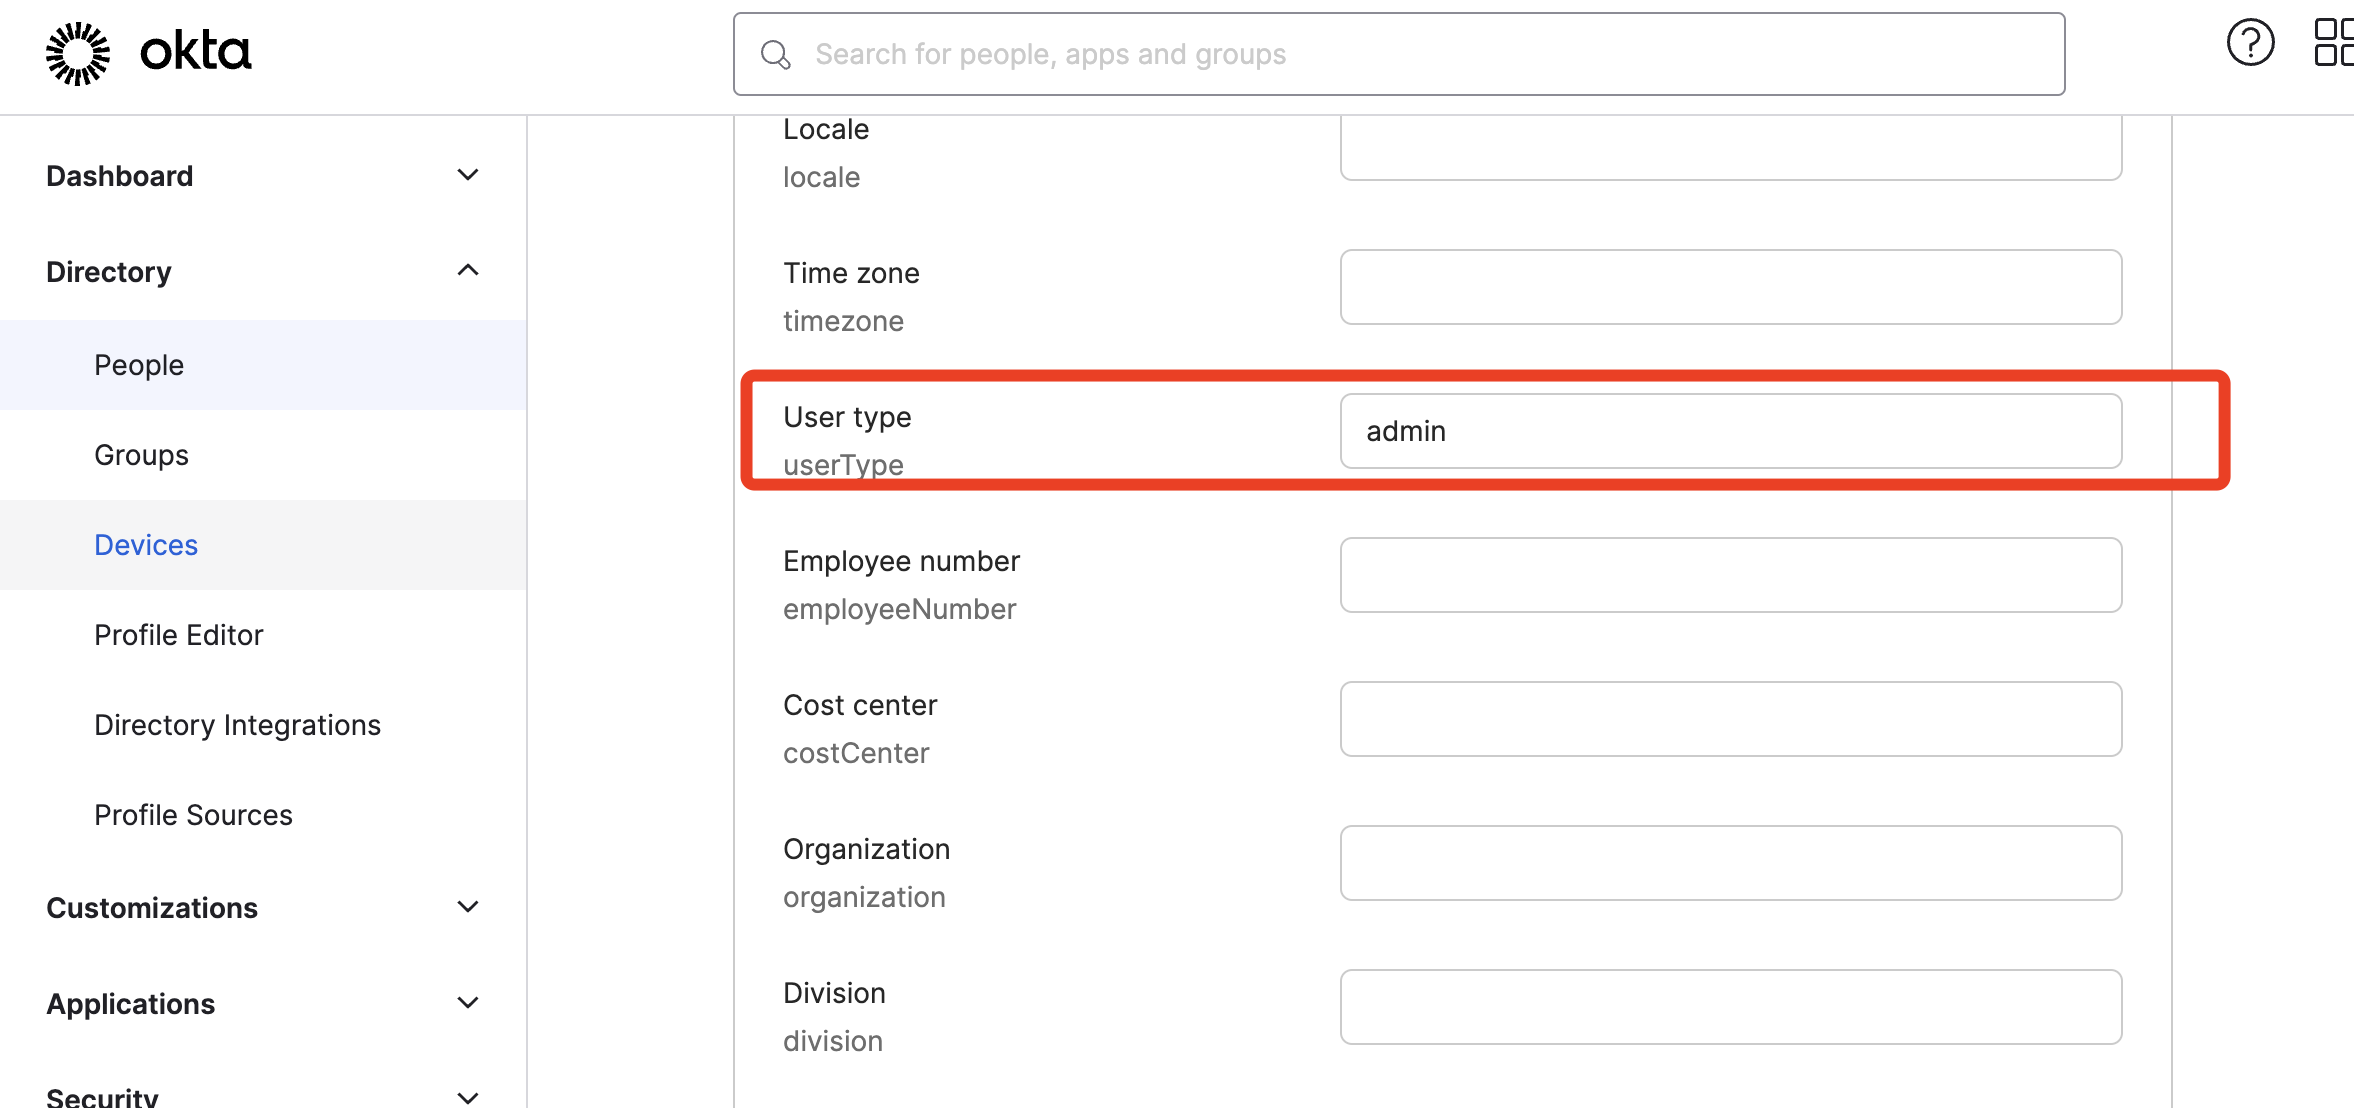 okta
Search for people, apps and groups
Dashboard
Directory
People
Groups
Devices
Profile Editor
Directory Integrations
Profile Sources
Customizations
Applications
Security
Locale
locale
Time zone
timezone
User type
userType
admin
Employee number
employeeNumber
Cost center
costCenter
Organization
organization
Division
division